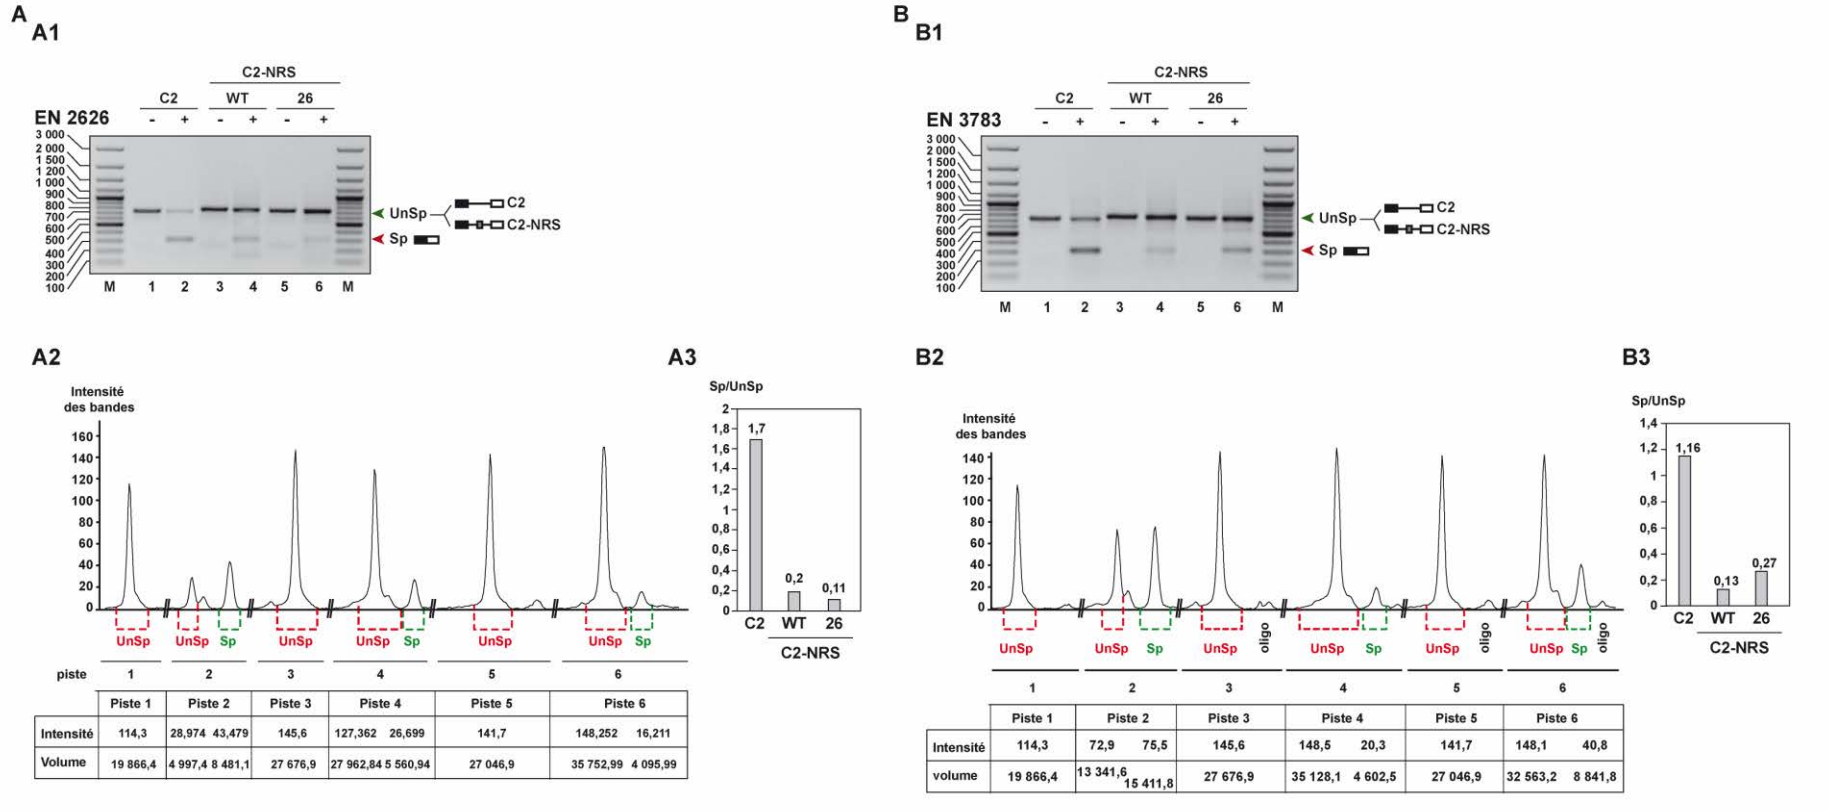 A
A1
C2-NRS
C2 WT 26
EN 2626 - + - + - +
3 000
2 000
1 500
1 200
1 000
900
800
700
600
500
400
300
200
100
UnSp
C2
C2-NRS
Sp
M 1 2 3 4 5 6 M
B
B1
C2-NRS
C2 WT 26
EN 3783 - + - + - +
3 000
2 000
1 500
1 200
1 000
900
800
700
600
500
400
300
200
100
UnSp
C2
C2-NRS
Sp
M 1 2 3 4 5 6 M
A2
Intensité
des bandes
160
140
120
100
80
60
40
20
0
UnSp UnSp Sp UnSp UnSp Sp UnSp UnSp Sp
piste 1 2 3 4 5 6
Piste 1 Piste 2 Piste 3 Piste 4 Piste 5 Piste 6
Intensité 114,3 28,974 43,479 145,6 127,362 26,699 141,7 148,252 16,211
Volume 19 866,4 4 997,4 8 481,1 27 676,9 27 962,84 5 560,94 27 046,9 35 752,99 4 095,99
A3
Sp/UnSp
2
1,8
1,6
1,4
1,2
1
0,8
0,6
0,4
0,2
0
1,7
0,2
0,11
C2 WT 26
C2-NRS
B2
Intensité
des bandes
140
120
100
80
60
40
20
0
UnSp UnSp Sp UnSp oligo UnSp Sp UnSp oligo UnSp Sp oligo
1 2 3 4 5 6
Piste 1 Piste 2 Piste 3 Piste 4 Piste 5 Piste 6
Intensité 114,3 72,9 75,5 145,6 148,5 20,3 141,7 148,1 40,8
volume 19 866,4 13 341,6 15 411,8 27 676,9 35 128,1 4 602,5 27 046,9 32 563,2 8 841,8
B3
Sp/UnSp
1,4
1,2
1
0,8
0,6
0,4
0,2
0
1,16
0,13
0,27
C2 WT 26
C2-NRS